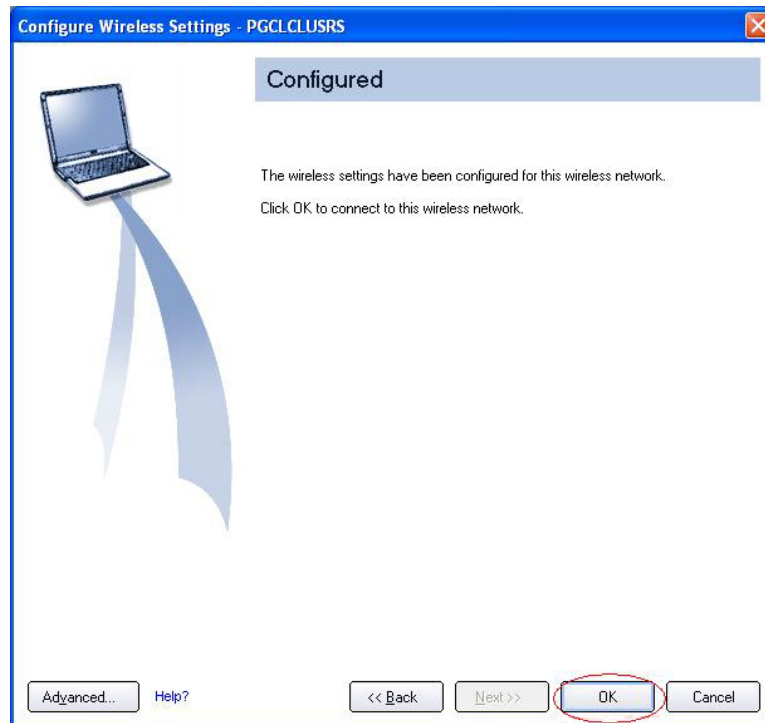 Configure Wireless Settings - PGCLCLUSRS
Configured
The wireless settings have been configured for this wireless network.
Click OK to connect to this wireless network.
Advanced... Help? << Back Next >> OK Cancel